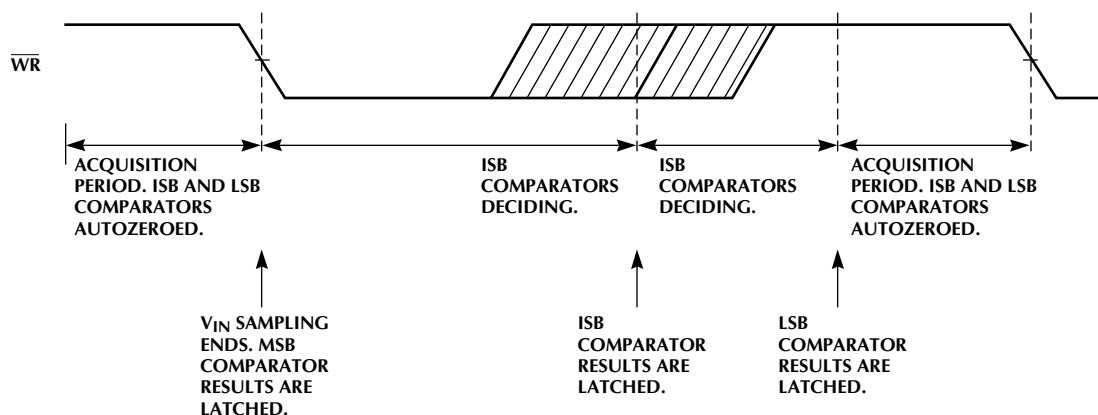 WR
ACQUISITION
PERIOD. ISB AND LSB
COMPARATORS
AUTOZEROED.
ISB
COMPARATORS
DECIDING.
ISB
COMPARATORS
DECIDING.
ACQUISITION
PERIOD. ISB AND LSB
COMPARATORS
AUTOZEROED.
VIN SAMPLING
ENDS. MSB
COMPARATOR
RESULTS ARE
LATCHED.
ISB
COMPARATOR
RESULTS ARE
LATCHED.
LSB
COMPARATOR
RESULTS ARE
LATCHED.